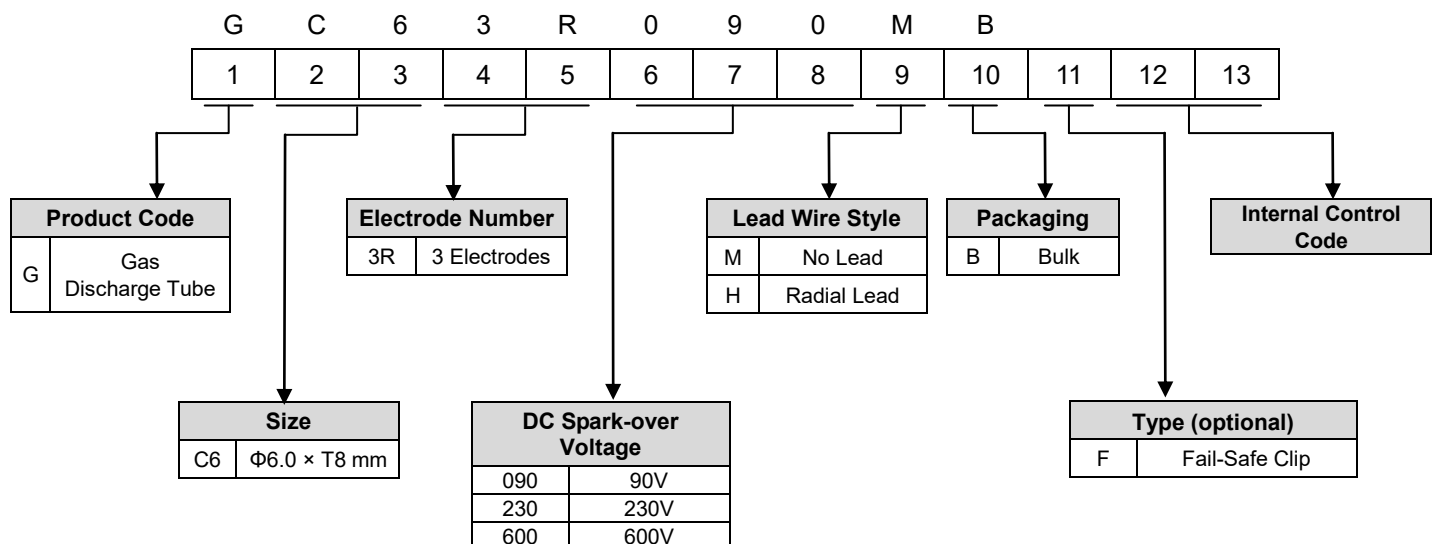 G C 6 3 R 0 9 0 M B
1 2 3 4 5 6 7 8 9 10 11 12 13
Product Code
G Gas
Discharge Tube
Electrode Number
3R 3 Electrodes
Lead Wire Style
M No Lead
H Radial Lead
Packaging
B Bulk
Internal Control
Code
Size
C6 Φ6.0 × T8 mm
DC Spark-over
Voltage
090 90V
230 230V
600 600V
Type (optional)
F Fail-Safe Clip